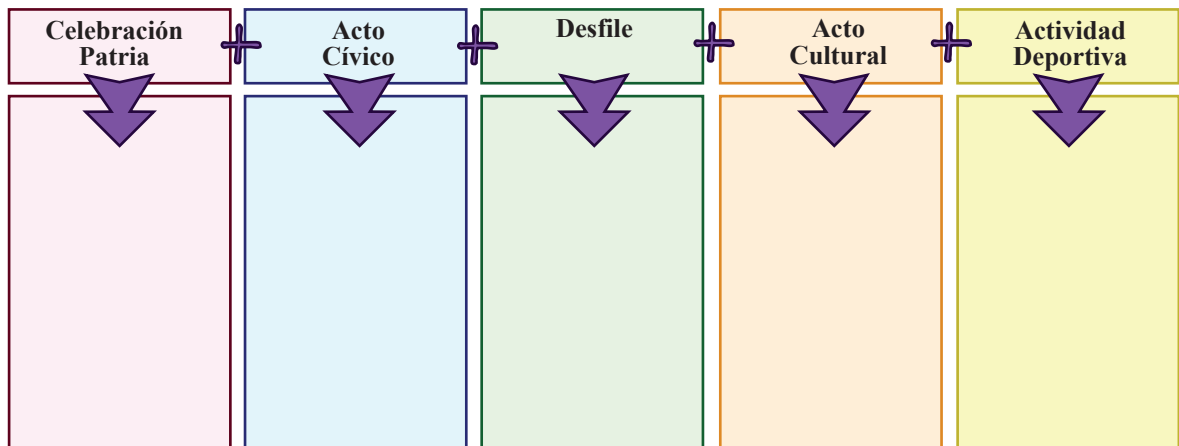 Celebración
Patria
Acto
Cívico
Desfile
Acto
Cultural
Actividad
Deportiva